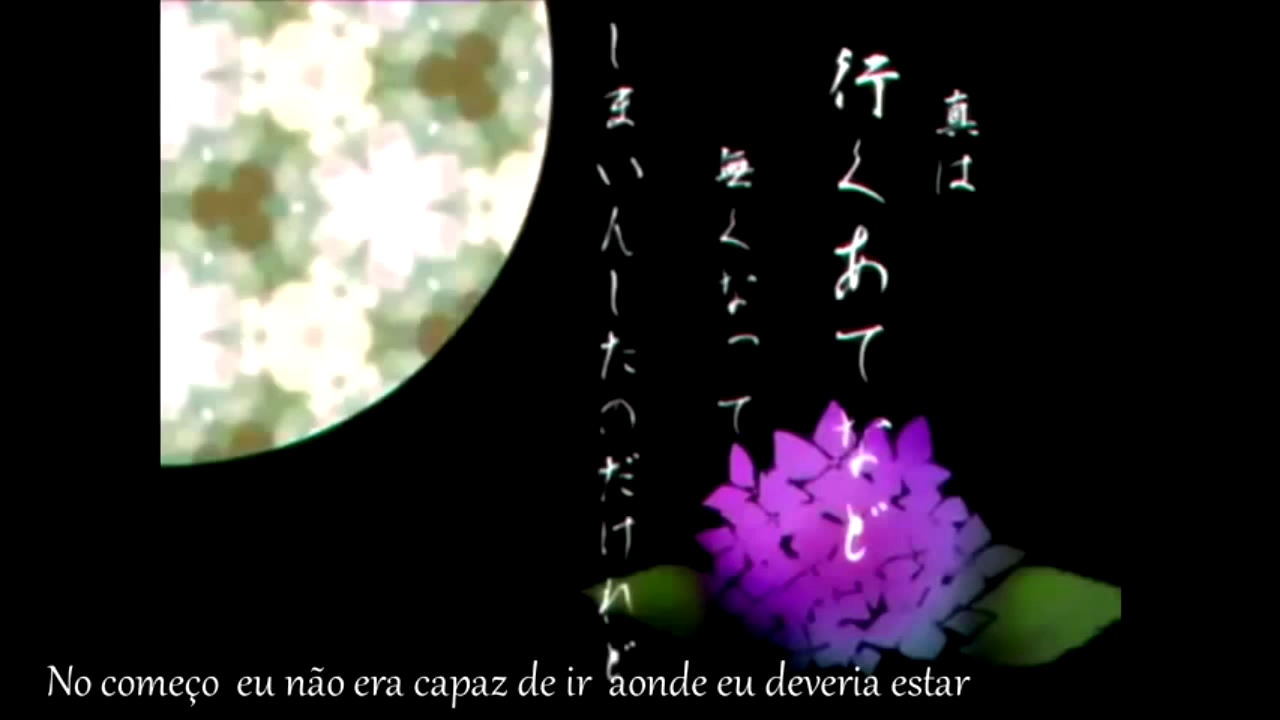 真は
行くあてなど
無くなって
しまいんしたのだけれど
No começo eu não era capaz de ir aonde eu deveria estar